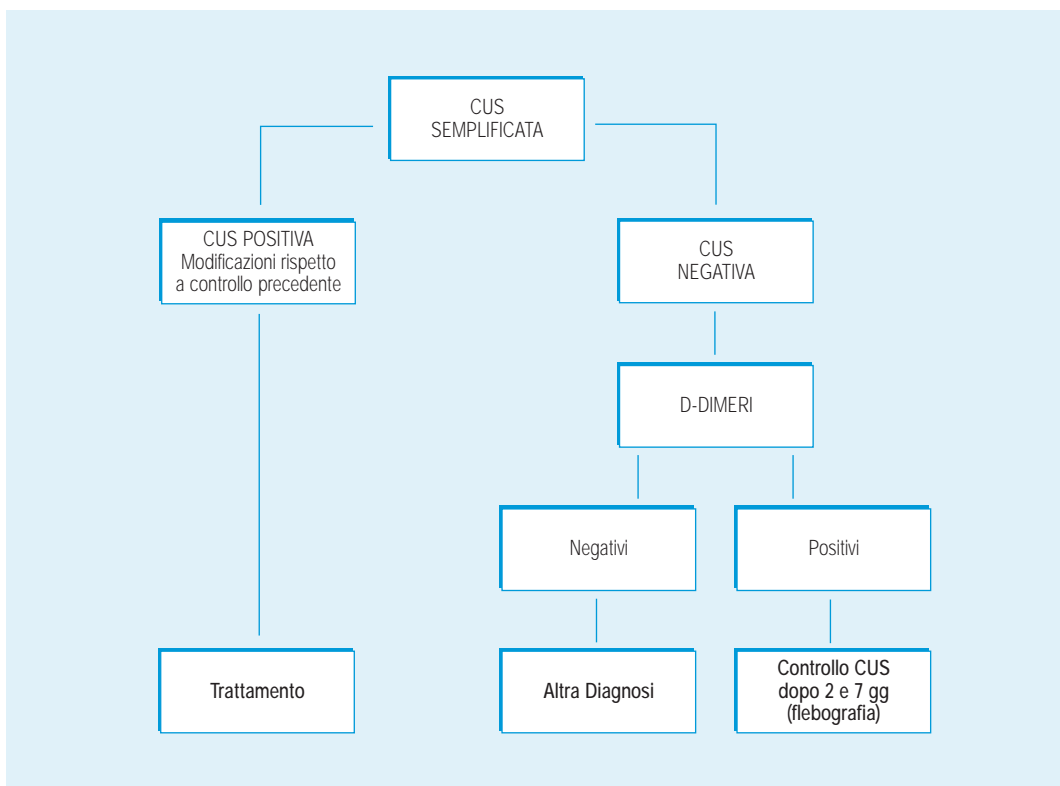 CUS
SEMPLIFICATA
CUS POSITIVA
Modificazioni rispetto
a controllo precedente
CUS
NEGATIVA
D-DIMERI
Negativi
Positivi
Trattamento
Altra Diagnosi
Controllo CUS
dopo 2 e 7 gg
(flebografia)